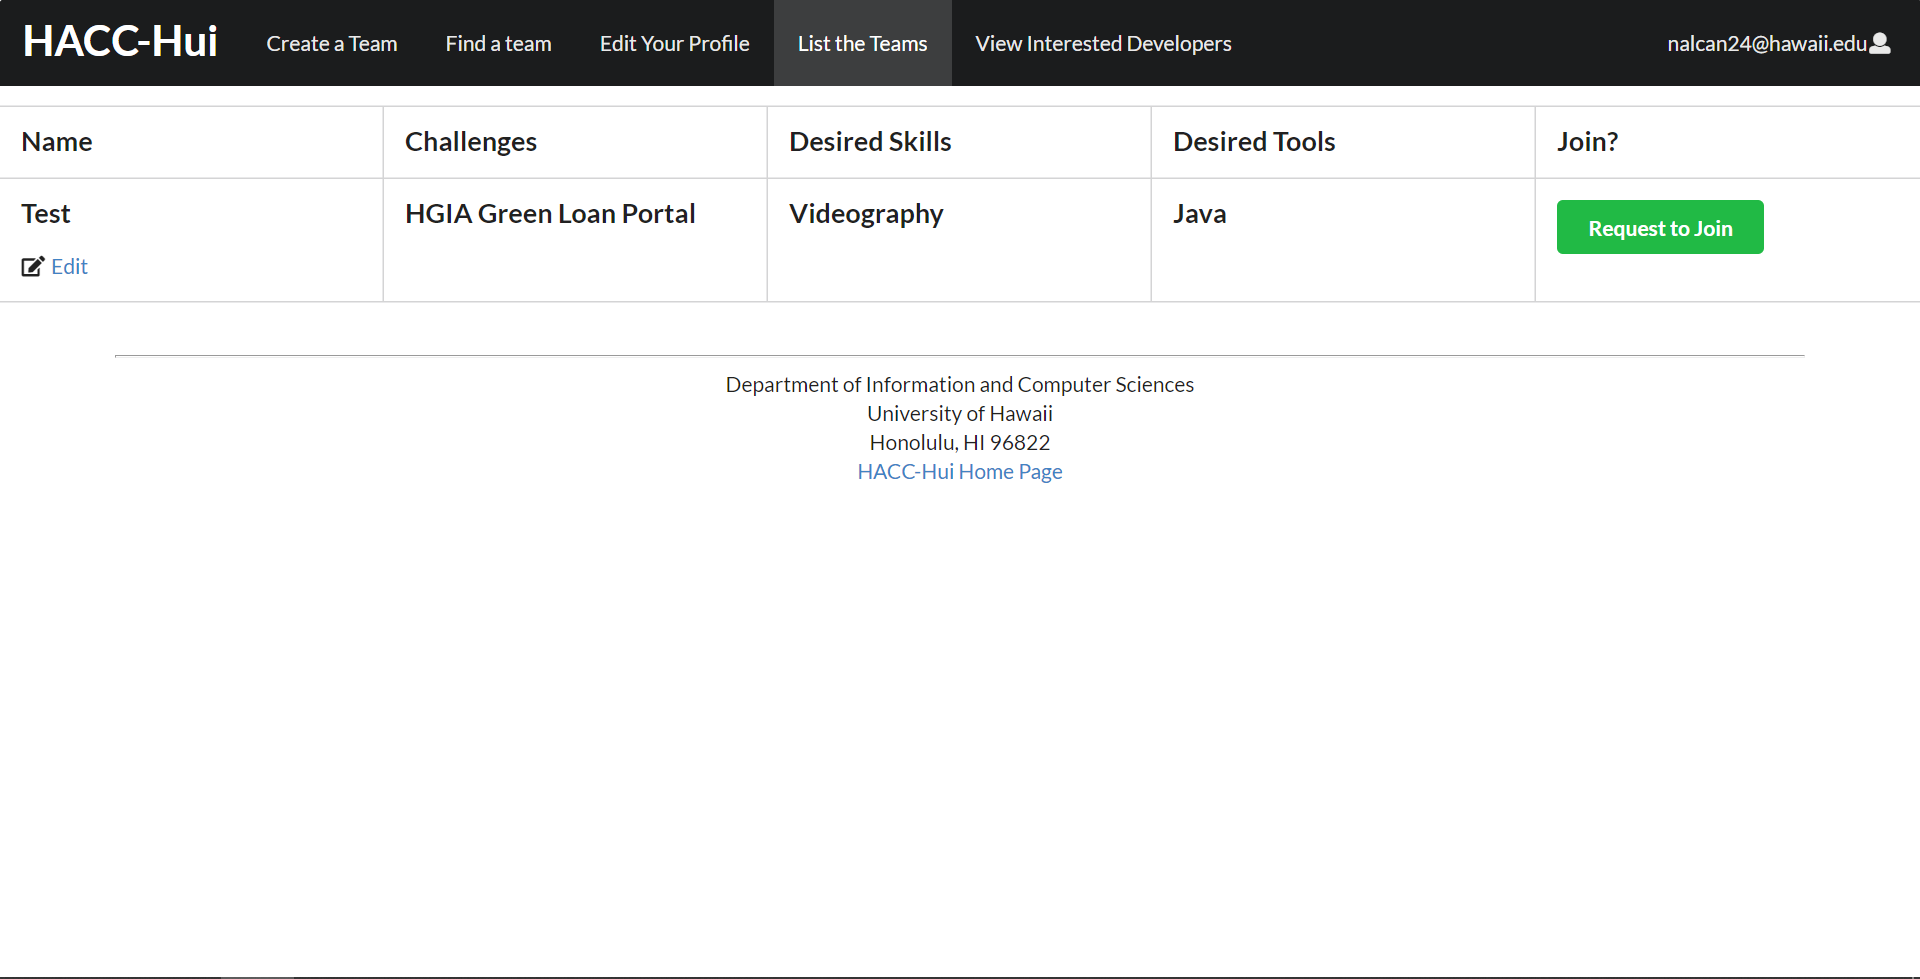 HACC-Hui Create a Team Find a team Edit Your Profile List the Teams View Interested Developers nalcan24@hawaii.edu
Name Challenges Desired Skills Desired Tools Join?
Test HGIA Green Loan Portal Videography Java Request to Join
Edit
Department of Information and Computer Sciences
University of Hawaii
Honolulu, HI 96822
HACC-Hui Home Page